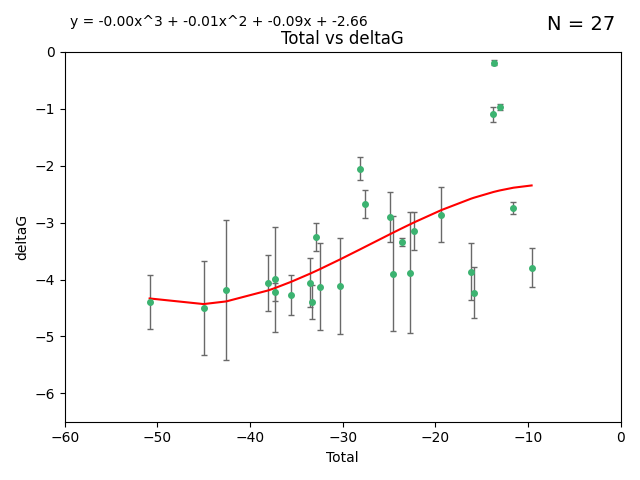 y = -0.00x^3 + -0.01x^2 + -0.09x + -2.66
N = 27
Total vs deltaG
0
−1
−2
−3
−4
−5
−6
deltaG
−60
−50
−40
−30
−20
−10
0
Total